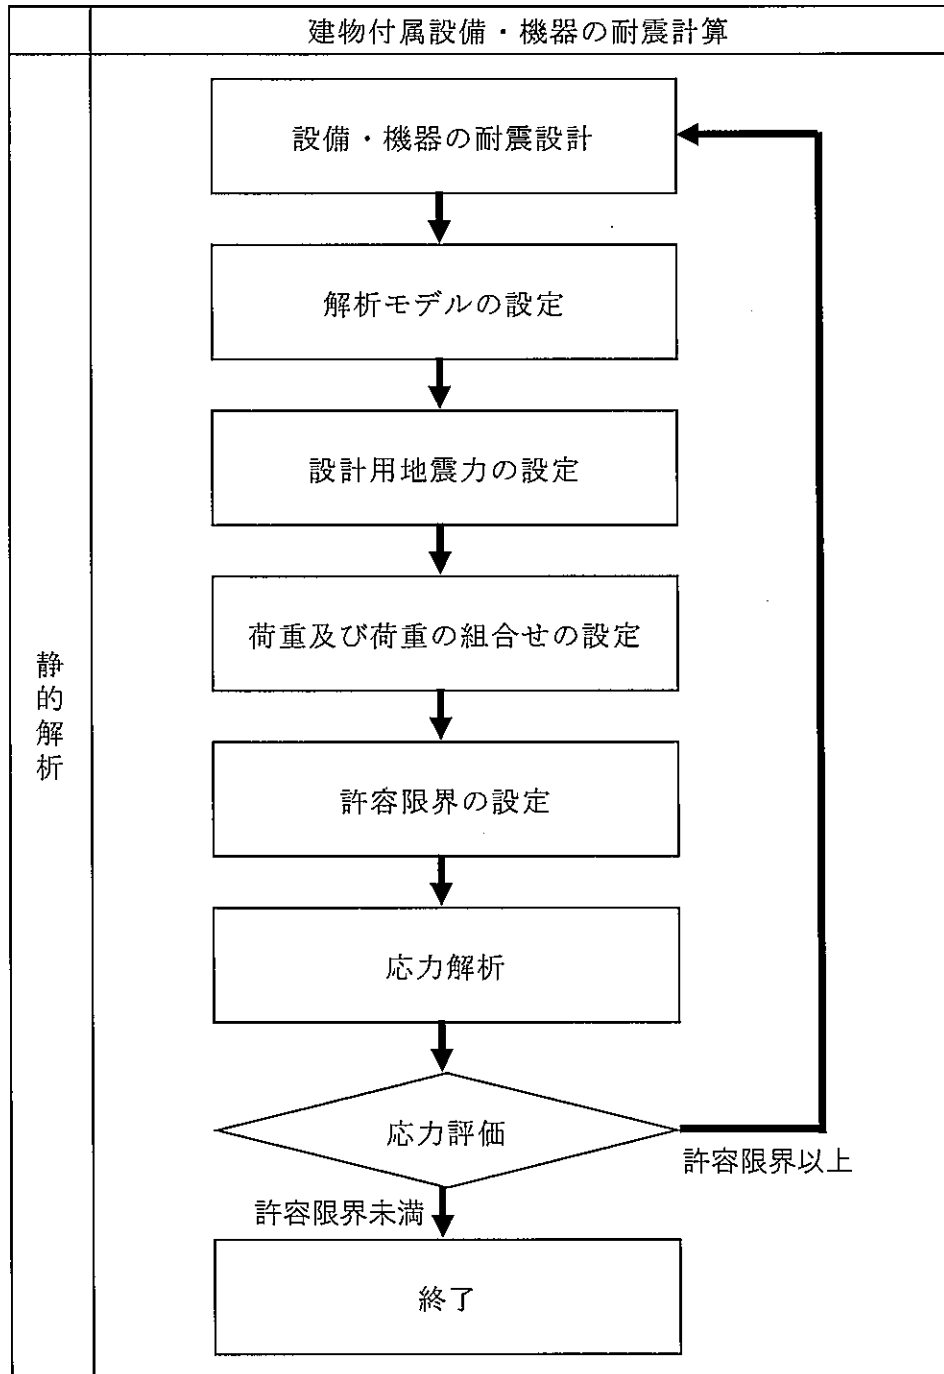 建物付属設備・機器の耐震計算
静的解析
設備・機器の耐震設計
解析モデルの設定
設計用地震力の設定
荷重及び荷重の組合せの設定
許容限界の設定
応力解析
応力評価
許容限界以上
許容限界未満
終了